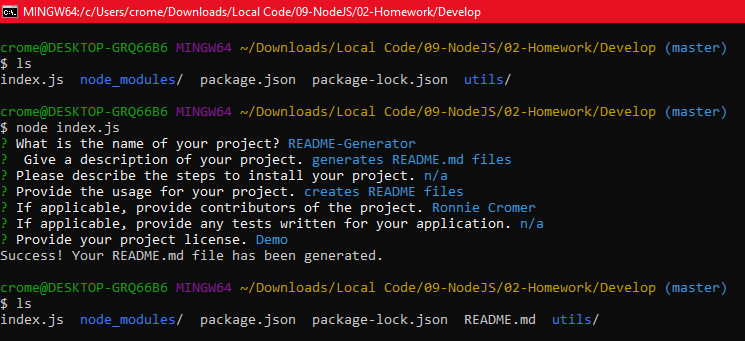 MINGW64:/c/Users/crome/Downloads/Local Code/09-NodeJS/02-Homework/Develop
crome@DESKTOP-GRQ66B6 MINGW64 ~/Downloads/Local Code/09-NodeJS/02-Homework/Develop (master)
$ ls
index.js  node_modules/  package.json  package-lock.json  utils/
crome@DESKTOP-GRQ66B6 MINGW64 ~/Downloads/Local Code/09-NodeJS/02-Homework/Develop (master)
$ node index.js
? What is the name of your project? README-Generator
?  Give a description of your project. generates README.md files
? Please describe the steps to install your project. n/a
? Provide the usage for your project. creates README files
? If applicable, provide contributors of the project. Ronnie Cromer
? If applicable, provide any tests written for your application. n/a
? Provide your project license. Demo
Success! Your README.md file has been generated.
crome@DESKTOP-GRQ66B6 MINGW64 ~/Downloads/Local Code/09-NodeJS/02-Homework/Develop (master)
$ ls
index.js  node_modules/  package.json  package-lock.json  README.md  utils/